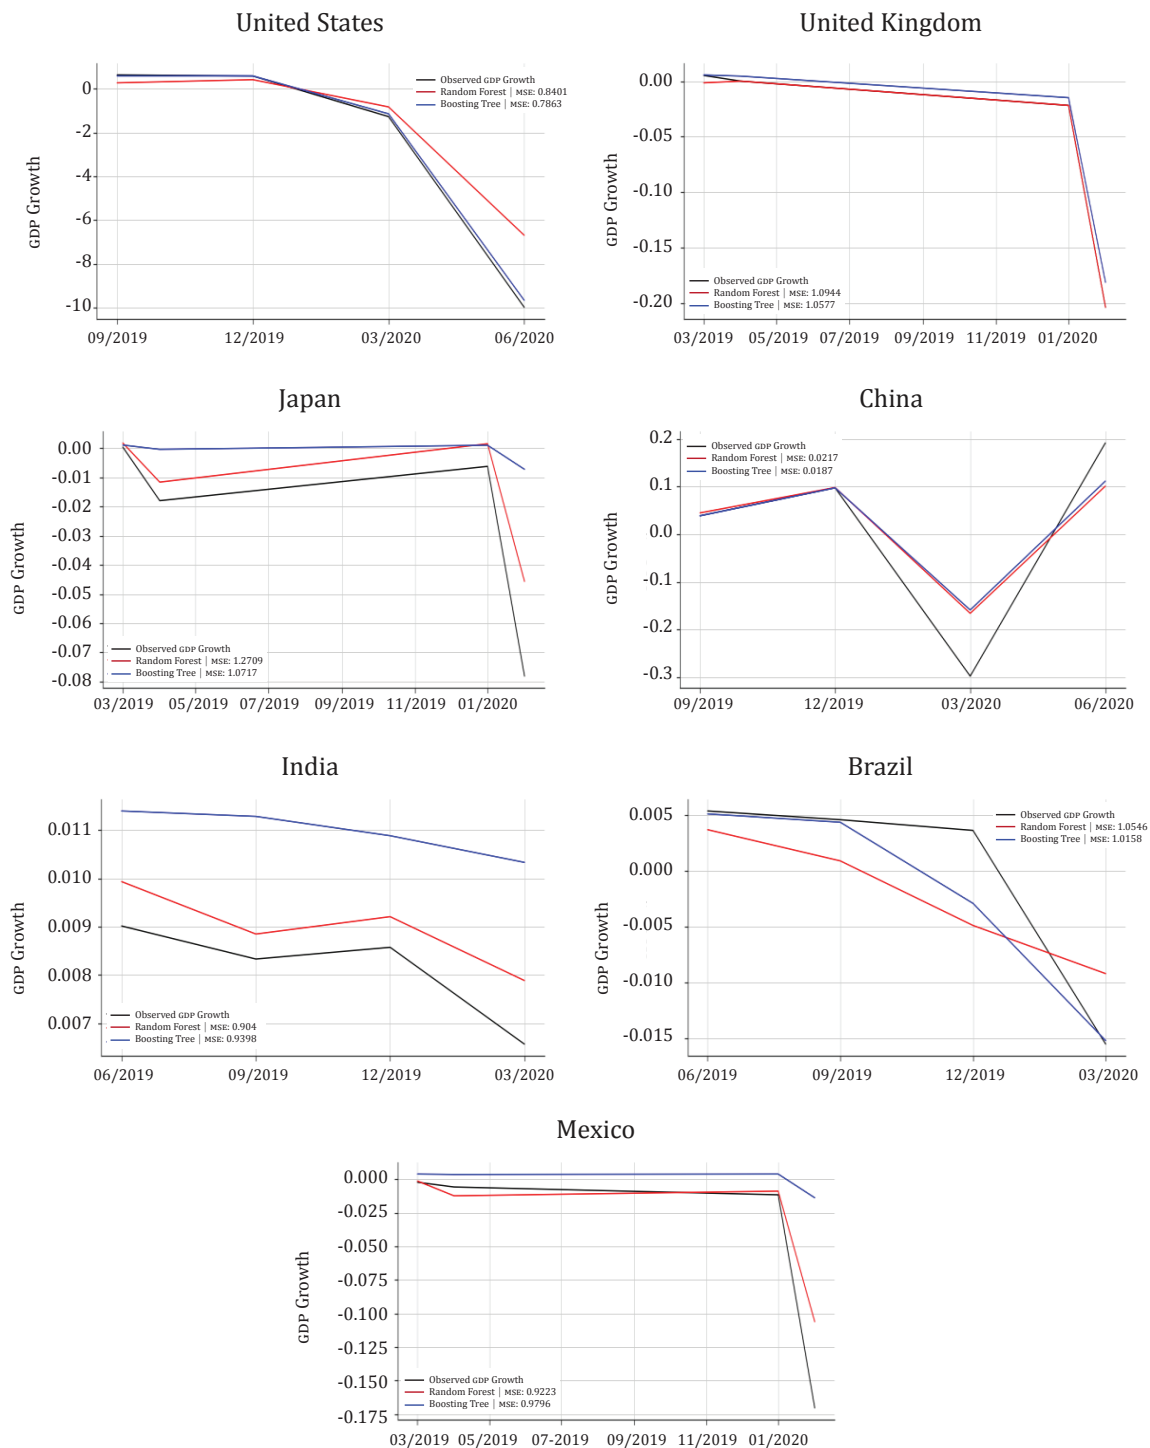 United States
GDP Growth
0
-2
-4
-6
-8
-10
Observed GDP Growth
Random Forest | MSE: 0.8401
Boosting Tree | MSE: 0.7863
09/2019 12/2019 03/2020 06/2020
United Kingdom
GDP Growth
0.00
-0.05
-0.10
-0.15
-0.20
Observed GDP Growth
Random Forest | MSE: 1.0944
Boosting Tree | MSE: 1.0577
03/2019 05/2019 07/2019 09/2019 11/2019 01/2020
Japan
GDP Growth
0.00
-0.01
-0.02
-0.03
-0.04
-0.05
-0.06
-0.07
-0.08
Observed GDP Growth
Random Forest | MSE: 1.2709
Boosting Tree | MSE: 1.0717
03/2019 05/2019 07/2019 09/2019 11/2019 01/2020
China
GDP Growth
0.2
0.1
0.0
-0.1
-0.2
-0.3
Observed GDP Growth
Random Forest | MSE: 0.0217
Boosting Tree | MSE: 0.0187
09/2019 12/2019 03/2020 06/2020
India
GDP Growth
0.011
0.010
0.009
0.008
0.007
Observed GDP Growth
Random Forest | MSE: 0.904
Boosting Tree | MSE: 0.9398
06/2019 09/2019 12/2019 03/2020
Brazil
GDP Growth
0.005
0.000
-0.005
-0.010
-0.015
Observed GDP Growth
Random Forest | MSE: 1.0546
Boosting Tree | MSE: 1.0158
06/2019 09/2019 12/2019 03/2020
Mexico
GDP Growth
0.000
-0.025
-0.050
-0.075
-0.100
-0.125
-0.150
-0.175
Observed GDP Growth
Random Forest | MSE: 0.9223
Boosting Tree | MSE: 0.9796
03/2019 05/2019 07-2019 09/2019 11/2019 01/2020